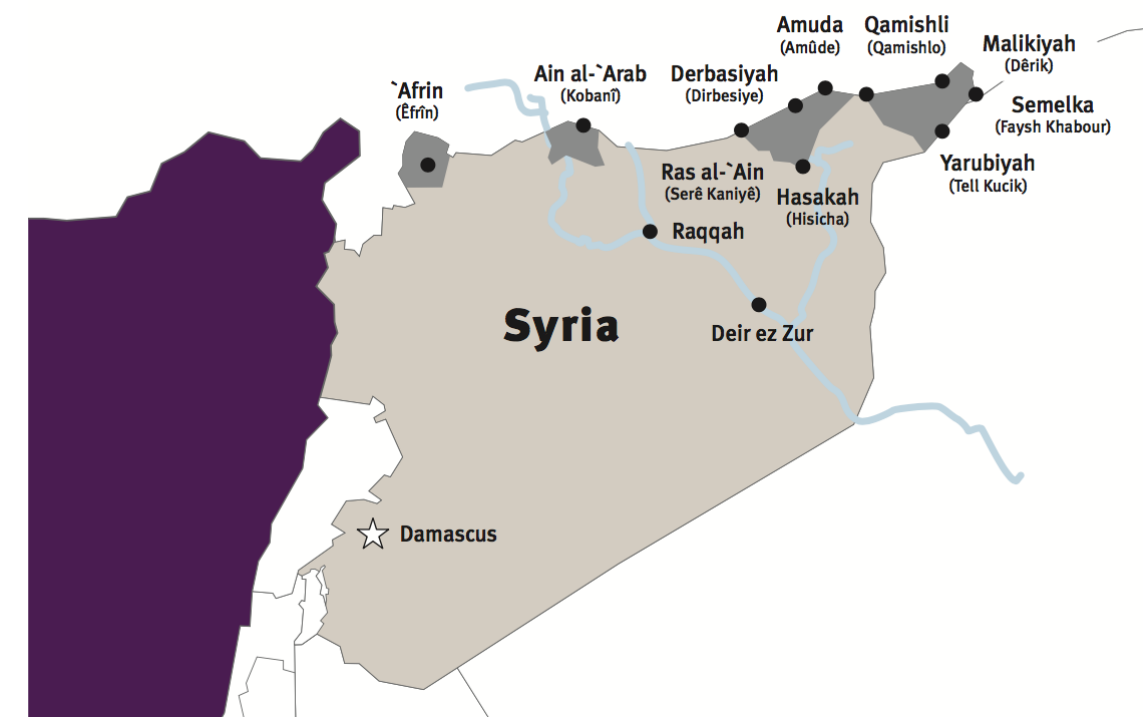 Amuda
(Amûde)
Qamishli
(Qamishlo)
Malikiyah
(Dêrik)
`Afrin
(Êfrîn)
Ain al-`Arab
(Kobanî)
Derbasiyah
(Dirbesiye)
Semelka
(Faysh Khabour)
Ras al-`Ain
(Serê Kaniyê)
Hasakah
(Hisicha)
Yarubiyah
(Tell Kucik)
Raqqah
Syria
Deir ez Zur
Damascus